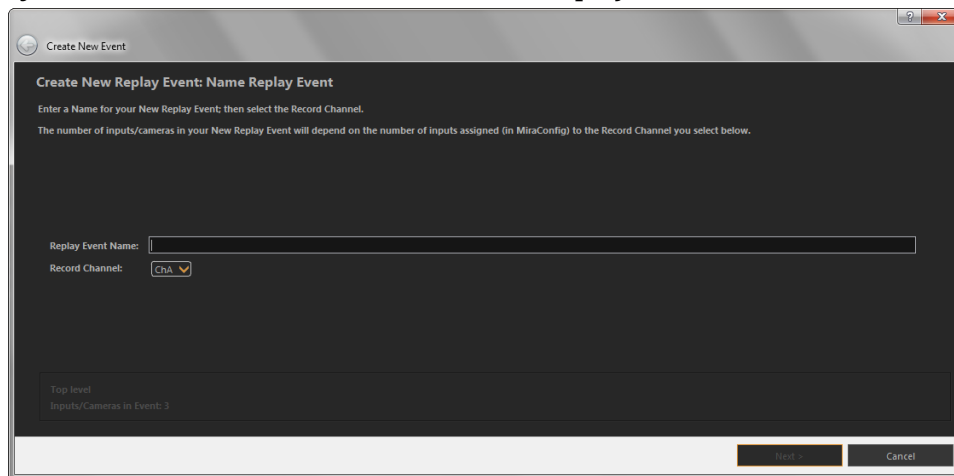 Create New Event
Create New Replay Event: Name Replay Event
Enter a Name for your New Replay Event; then select the Record Channel.
The number of inputs/cameras in your New Replay Event will depend on the number of inputs assigned (in MiraConfig) to the Record Channel you select below.
Replay Event Name:
Record Channel: ChA
Top level
Inputs/Cameras in Event: 3
Next > Cancel